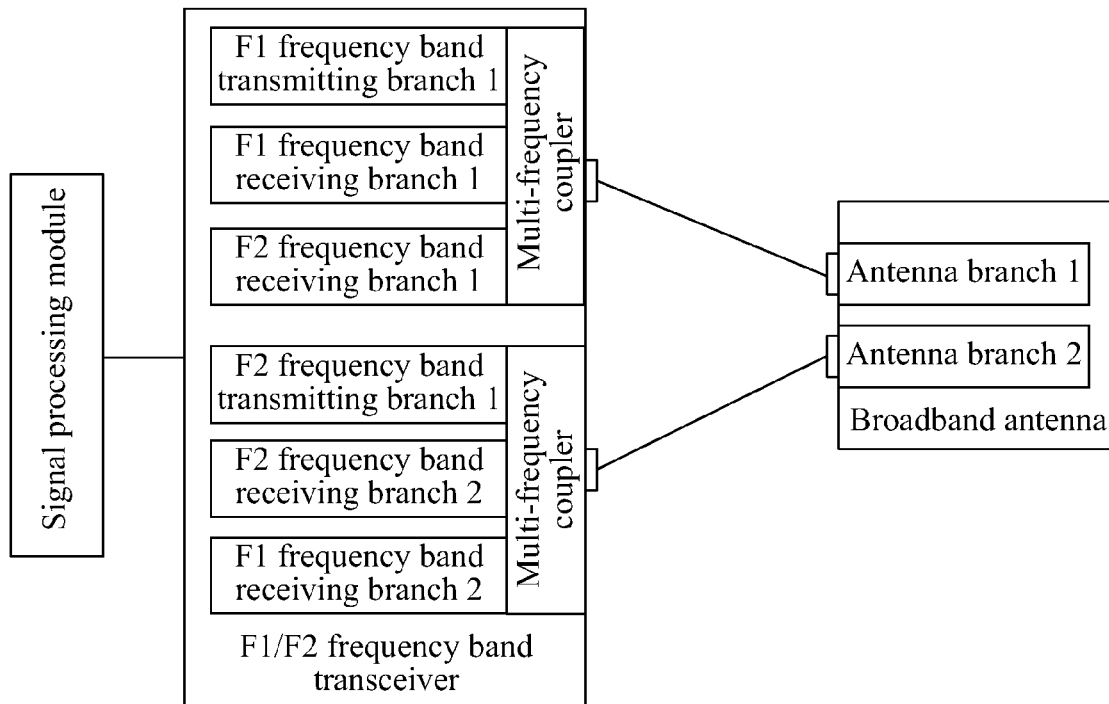 Signal processing module
F1 frequency band
transmitting branch 1
F1 frequency band
receiving branch 1
F2 frequency band
receiving branch 1
Multi-frequency
coupler
F2 frequency band
transmitting branch 1
F2 frequency band
receiving branch 2
F1 frequency band
receiving branch 2
Multi-frequency
coupler
F1/F2 frequency band
transceiver
Antenna branch 1
Antenna branch 2
Broadband antenna